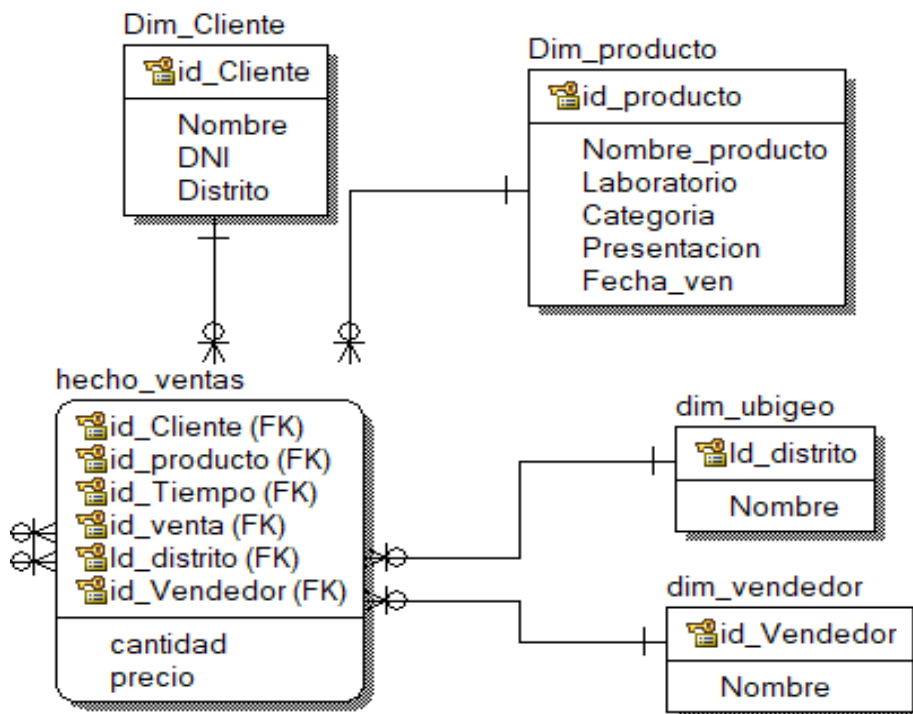 Dim_Cliente
id_Cliente
Nombre
DNI
Distrito
Dim_producto
id_producto
Nombre_producto
Laboratorio
Categoria
Presentacion
Fecha_ven
hecho_ventas
id_Cliente (FK)
id_producto (FK)
id_Tiempo (FK)
id_venta (FK)
Id_distrito (FK)
id_Vendedor (FK)
cantidad
precio
dim_ubigeo
Id_distrito
Nombre
dim_vendedor
id_Vendedor
Nombre